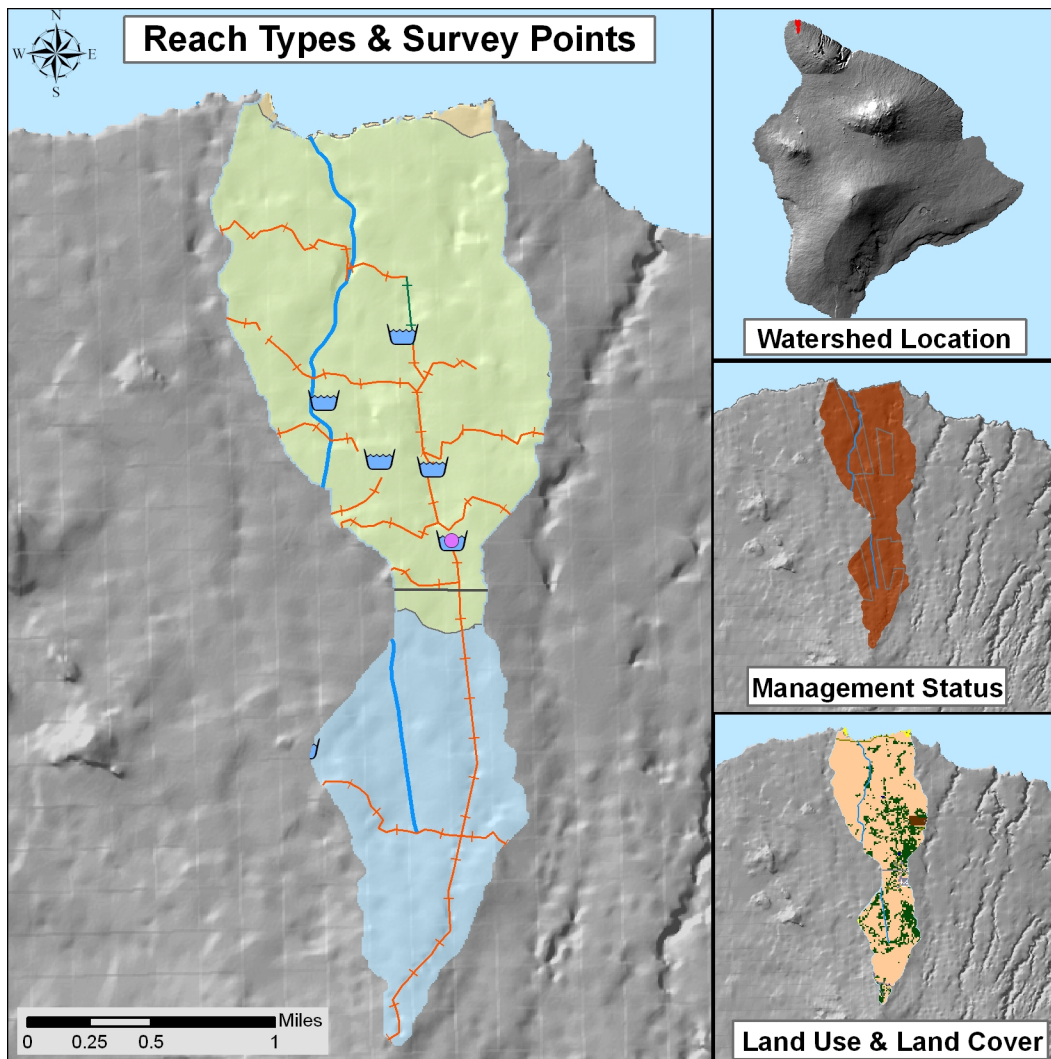 Reach Types & Survey Points
N
W E
S
Watershed Location
Management Status
Miles
0 0.25 0.5 1
Land Use & Land Cover